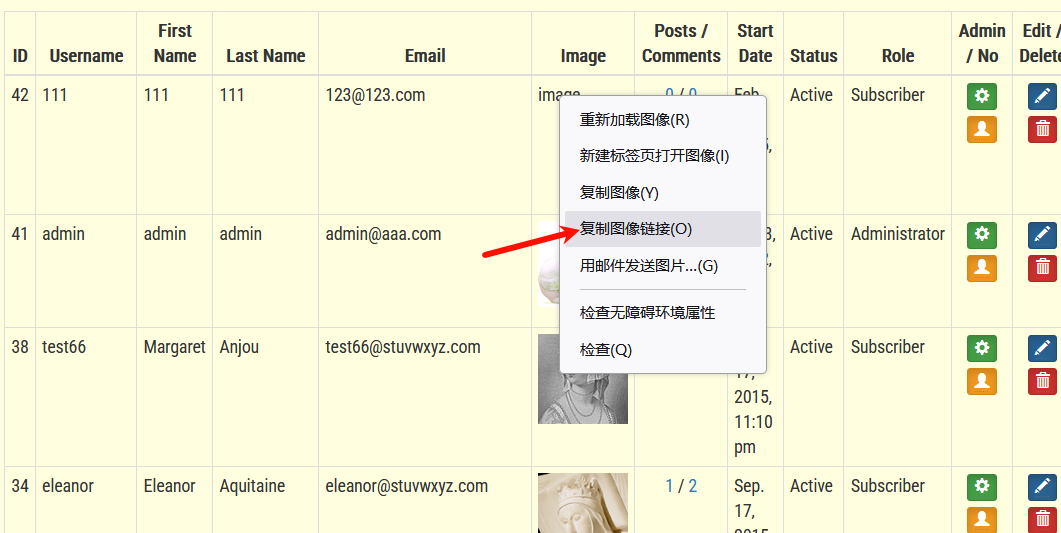 ID Username First Name Last Name Email Image Posts / Comments Start Date Status Role Admin / No Edit / Delete
42 111 111 111 123@123.com image 0 / 0 Feb Active Subscriber
重新加载图像(R)
新建标签页打开图像(I)
复制图像(Y)
复制图像链接(O)
用邮件发送图片...(G)
检查无障碍环境属性
检查(Q)
41 admin admin admin admin@aaa.com Active Administrator
38 test66 Margaret Anjou test66@stuvwxyz.com Active Subscriber
17,
2015,
11:10
pm
34 eleanor Eleanor Aquitaine eleanor@stuvwxyz.com 1 / 2 Sep. Active Subscriber
17,
2015